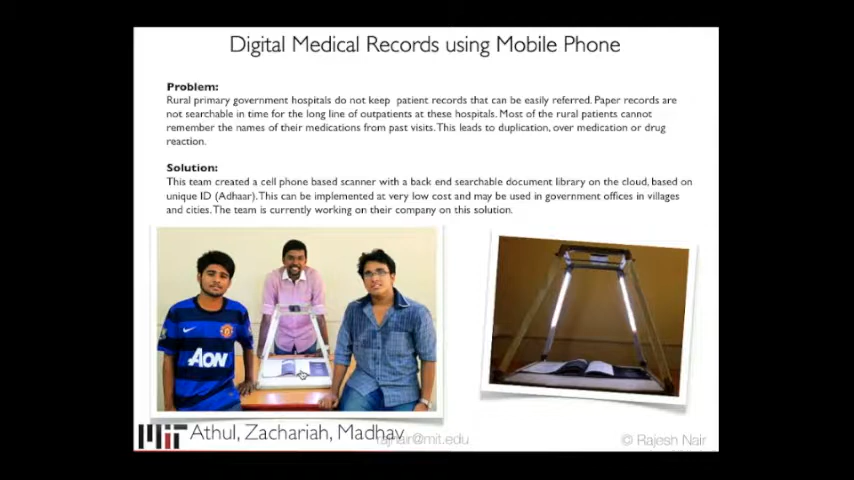 Digital Medical Records using Mobile Phone
Problem:
Rural primary government hospitals do not keep patient records that can be easily referred. Paper records are
not searchable in time for the long line of outpatients at these hospitals. Most of the rural patients cannot
remember the names of their medications from past visits. This leads to duplication, over medication or drug
reaction.
Solution:
This team created a cell phone based scanner with a back end searchable document library on the cloud, based on
unique ID (Adhaar). This can be implemented at very low cost and may be used in government offices in villages
and cities. The team is currently working on their company on this solution.
AON
MIT Athul, Zachariah, Madhav
rajnair@mit.edu
© Rajesh Nair